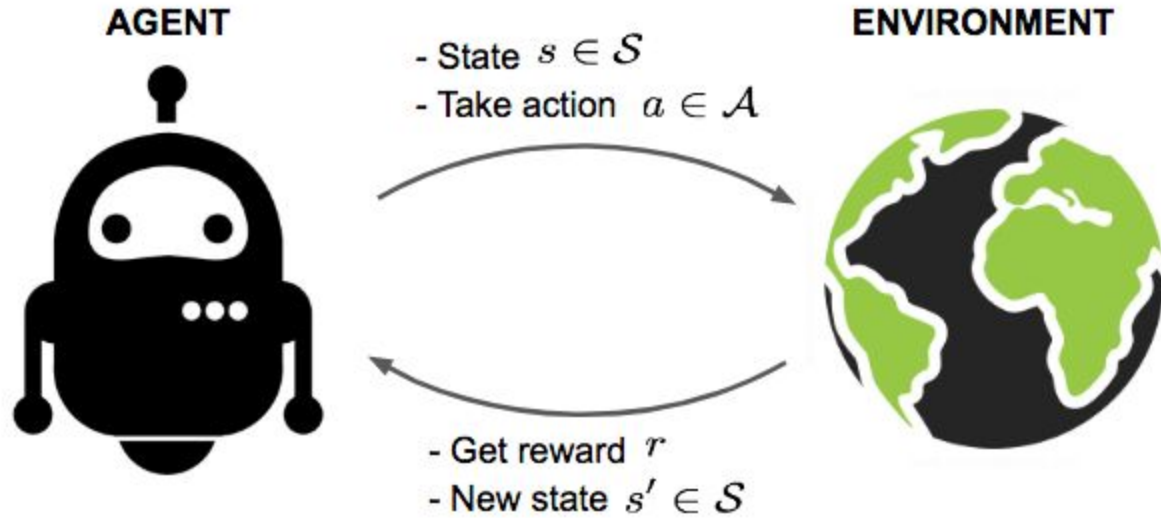 AGENT
ENVIRONMENT
- State s ∈ 𝒮
- Take action a ∈ 𝒜
- Get reward r
- New state s′ ∈ 𝒮